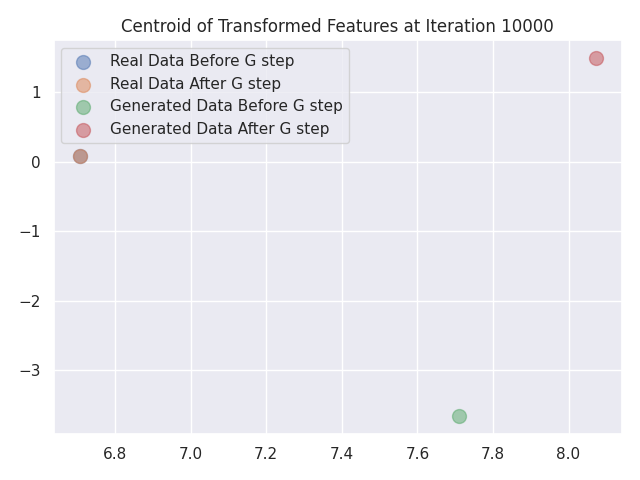 Centroid of Transformed Features at Iteration 10000
Real Data Before G step
Real Data After G step
Generated Data Before G step
Generated Data After G step
1
0
−1
−2
−3
6.8 7.0 7.2 7.4 7.6 7.8 8.0